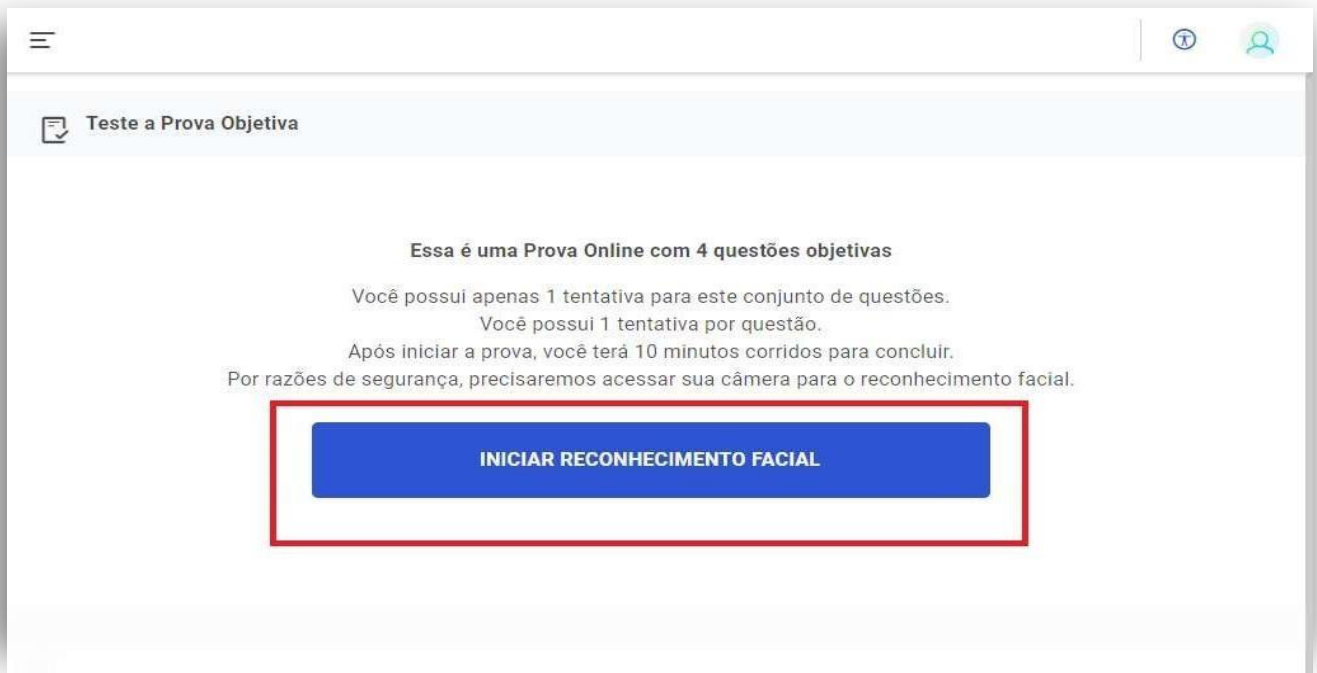 Teste a Prova Objetiva
Essa é uma Prova Online com 4 questões objetivas
Você possui apenas 1 tentativa para este conjunto de questões.
Você possui 1 tentativa por questão.
Após iniciar a prova, você terá 10 minutos corridos para concluir.
Por razões de segurança, precisaremos acessar sua câmera para o reconhecimento facial.
INICIAR RECONHECIMENTO FACIAL